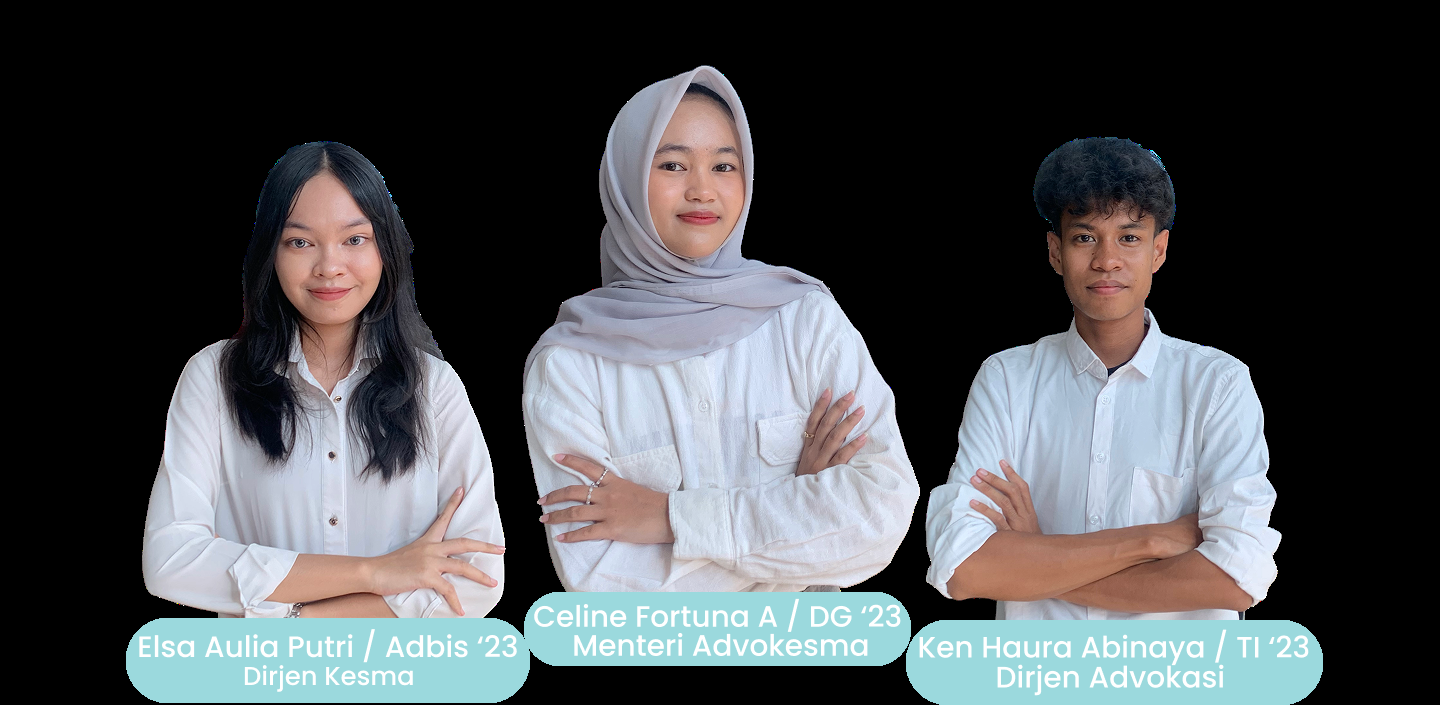 Elsa Aulia Putri / Adbis ‘23
Dirjen Kesma
Celine Fortuna A / DG ‘23
Menteri Advokesma
Ken Haura Abinaya / TI ‘23
Dirjen Advokasi